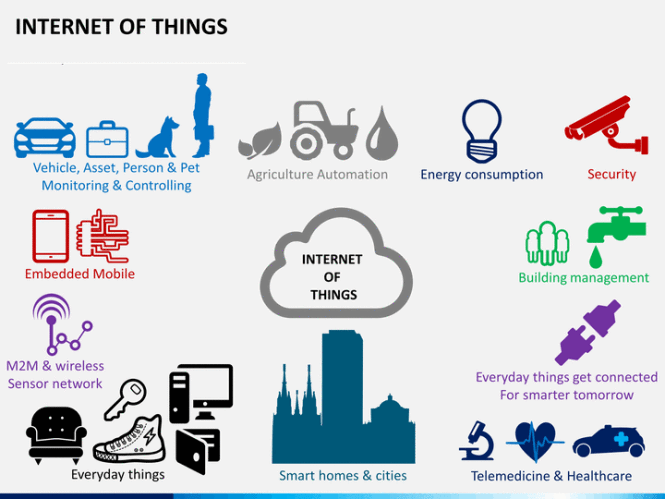 INTERNET OF THINGS
Vehicle, Asset, Person & Pet
Monitoring & Controlling
Agriculture Automation
Energy consumption
Security
Embedded Mobile
INTERNET
OF
THINGS
Building management
M2M & wireless
Sensor network
Everyday things get connected
For smarter tomorrow
Everyday things
Smart homes & cities
Telemedicine & Healthcare